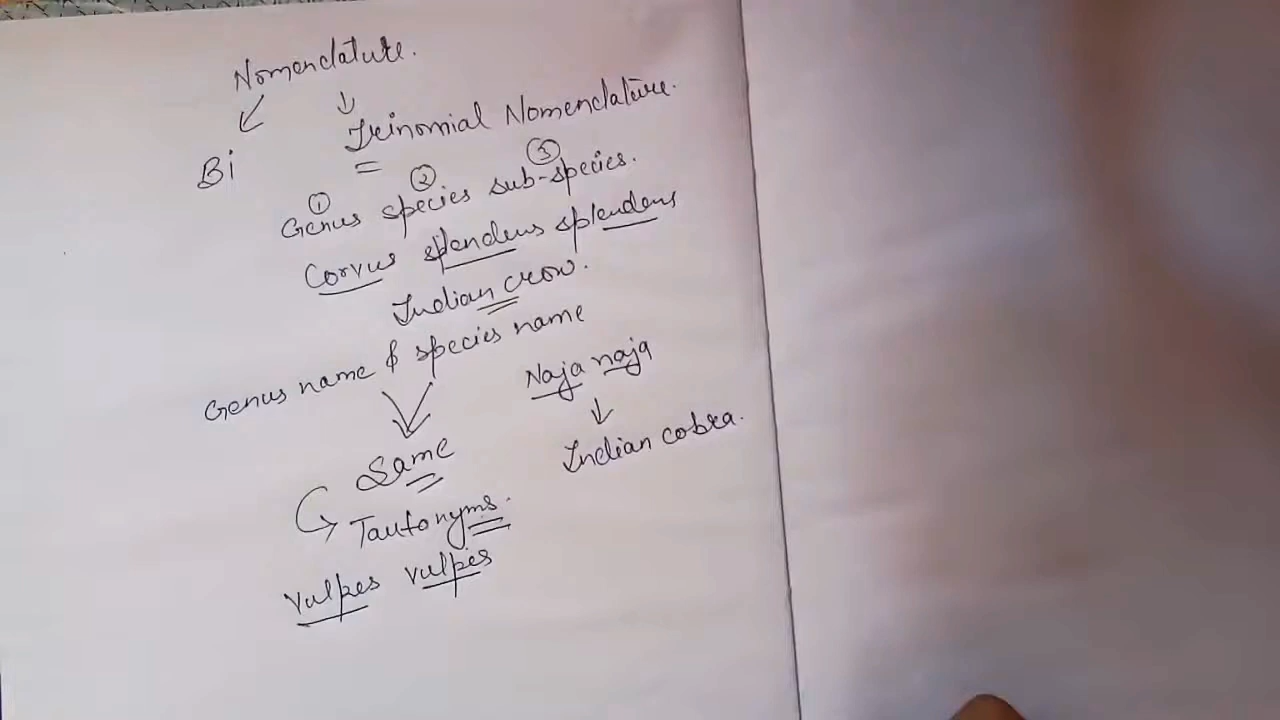 Nomenclature.
↙ ↓
Bi Trinomial Nomenclature.
① ② ③
Genus species sub-species.
Corvus splendens splendens
Indian crow.
Genus name & species name
Same
Tautonyms.
Vulpes vulpes
Naja naja
↓
Indian cobra.